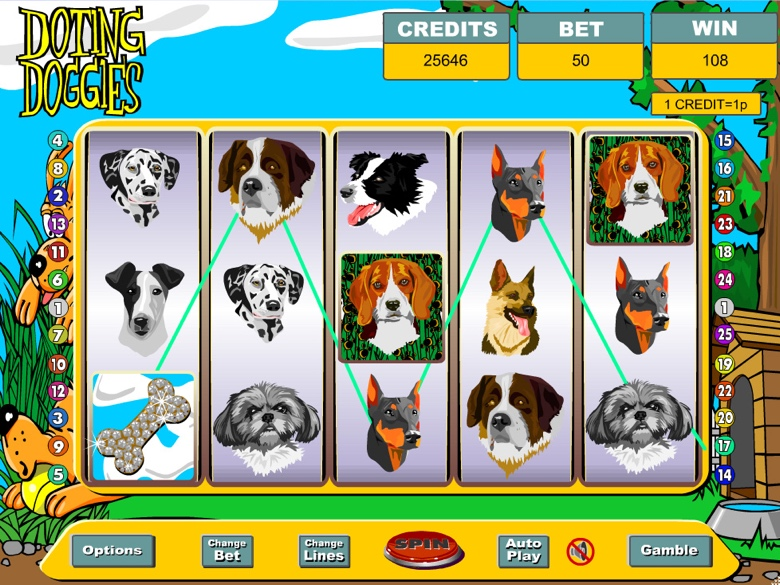 DOTING
DOGGIES
CREDITS
25646
BET
50
WIN
108
1 CREDIT=1p
4
8
2
13
11
6
1
7
10
12
3
9
5
15
16
21
23
18
24
1
25
19
22
20
17
14
Options
Change
Bet
Change
Lines
SPIN
Auto
Play
Gamble